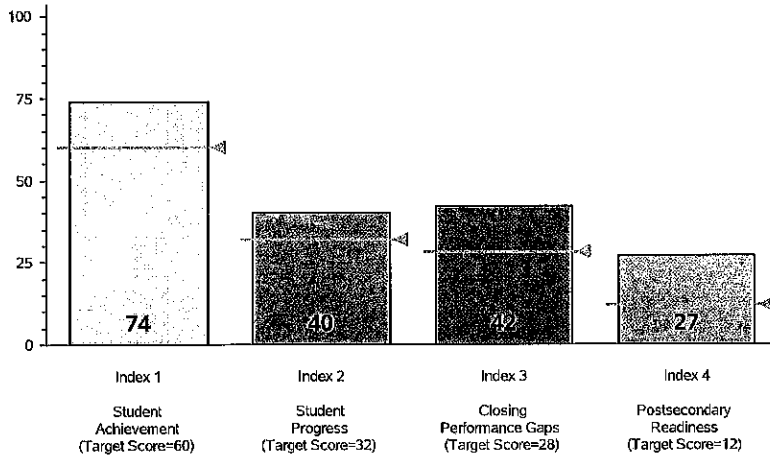 100
75
50
25
0
74
40
42
27
Index 1
Index 2
Index 3
Index 4
Student
Achievement
(Target Score=60)
Student
Progress
(Target Score=32)
Closing
Performance Gaps
(Target Score=28)
Postsecondary
Readiness
(Target Score=12)